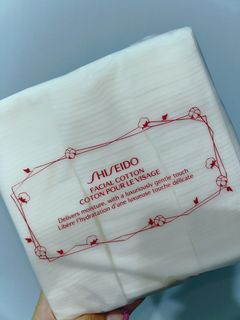 SHISEIDO
FACIAL COTTON
COTON POUR LE VISAGE
Delivers moisture, with a luxuriously gentle touch
Libère l'hydratation d'une luxueuse touche délicate